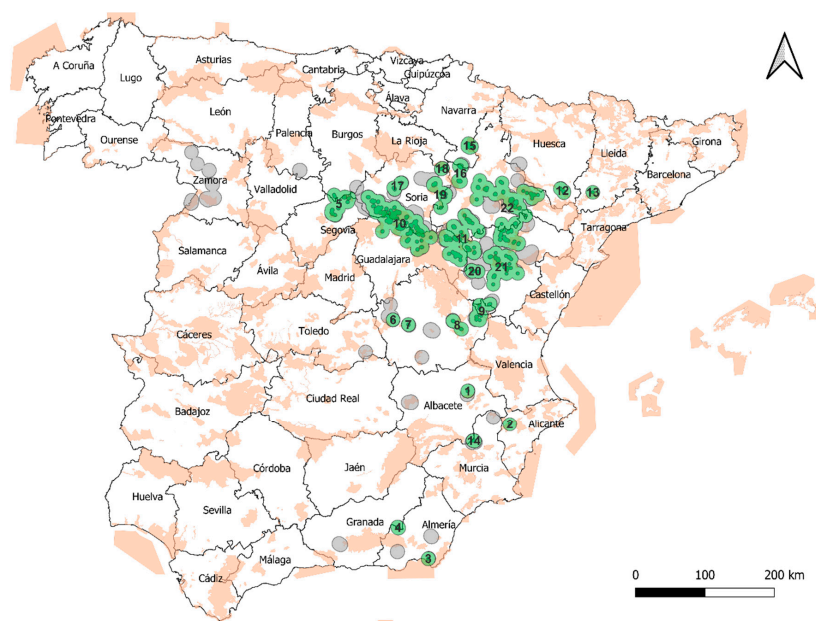 Vizcaya
A Coruña
Asturias
Cantabria
Guipúzcoa
Lugo
Álava
Navarra
León
Palencia
Burgos
La Rioja
Huesca
Lleida
Girona
Pontevedra
Ourense
15
Barcelona
Zamora
Valladolid
18
16
17
12
13
Soria
19
5
22
Segovia
10
Tarragona
Salamanca
11
Guadalajara
21
Ávila
Madrid
20
Castellón
9
6
7
8
Toledo
Cáceres
Valencia
1
Ciudad Real
Albacete
Badajoz
2
Alicante
14
Córdoba
Jaén
Murcia
Huelva
Sevilla
Granada
4
Almería
Málaga
3
Cádiz
0 100 200 km